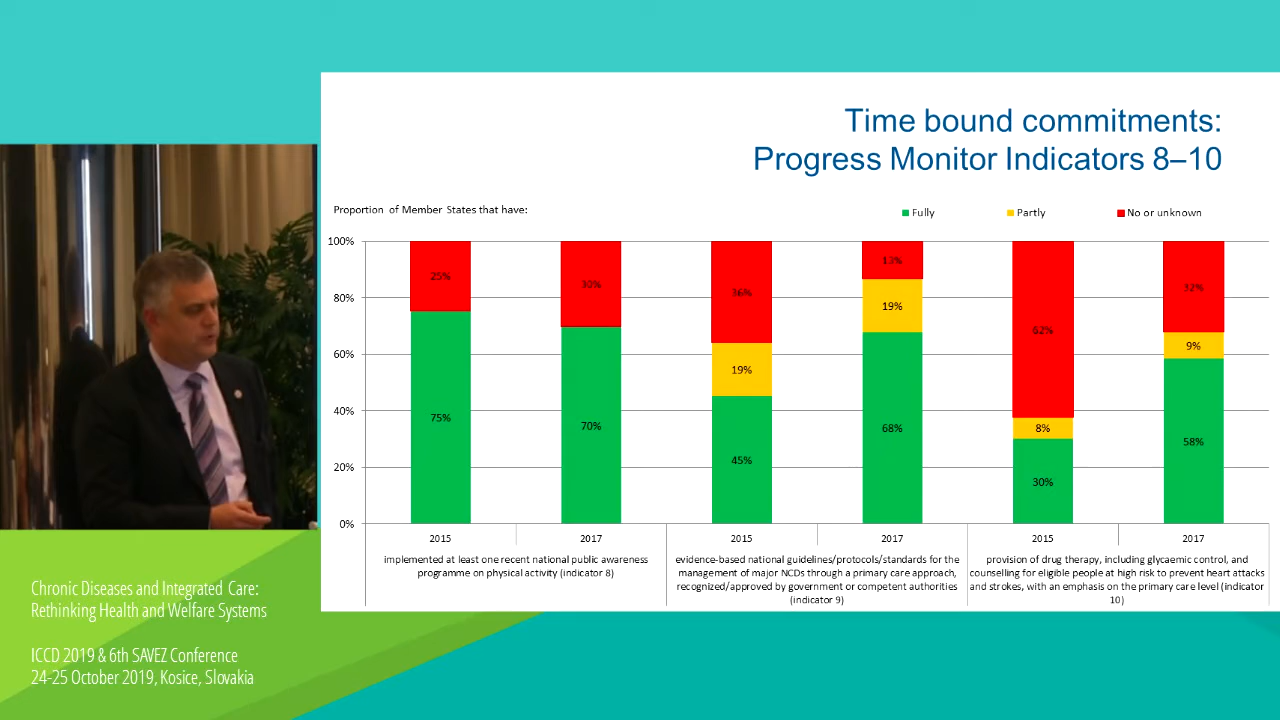 Time bound commitments:
Progress Monitor Indicators 8–10
Proportion of Member States that have:
Fully
Partly
No or unknown
100%
80%
60%
40%
20%
0%
25%
75%
30%
70%
36%
19%
45%
13%
19%
68%
62%
8%
30%
32%
9%
58%
2015
2017
2015
2017
2015
2017
implemented at least one recent national public awareness
programme on physical activity (indicator 8)
evidence-based national guidelines/protocols/standards for the
management of major NCDs through a primary care approach,
recognized/approved by government or competent authorities
(indicator 9)
provision of drug therapy, including glycaemic control, and
counselling for eligible people at high risk to prevent heart attacks
and strokes, with an emphasis on the primary care level (indicator
10)
Chronic Diseases and Integrated Care:
Rethinking Health and Welfare Systems
ICCD 2019 & 6th SAVEZ Conference
24-25 October 2019, Kosice, Slovakia